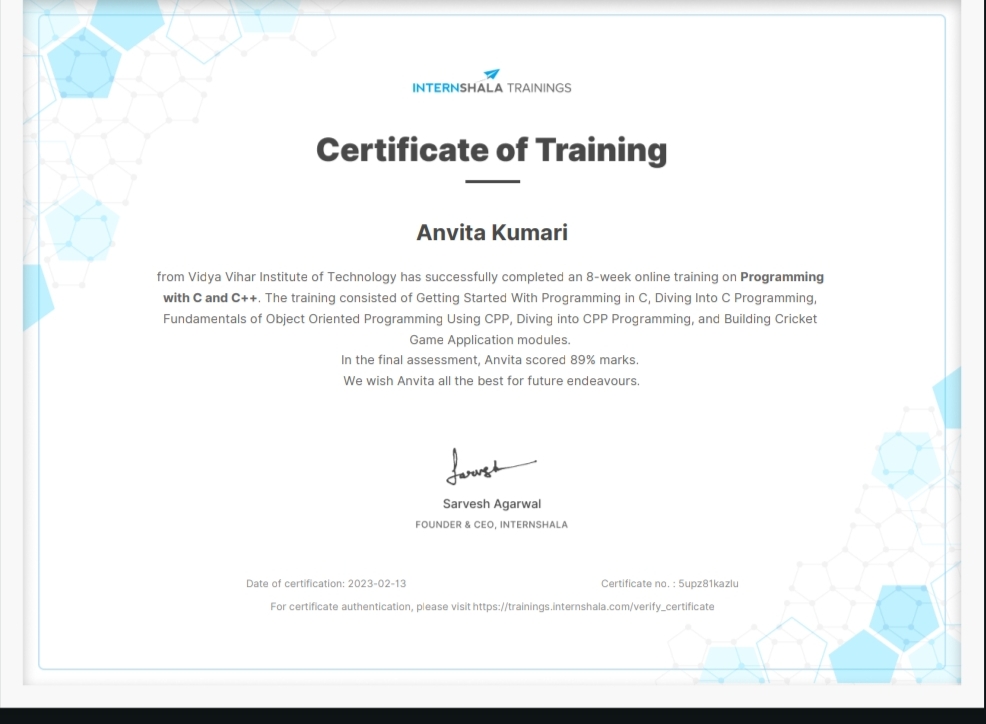 INTERNSHALA TRAININGS
Certificate of Training
Anvita Kumari
from Vidya Vihar Institute of Technology has successfully completed an 8-week online training on Programming
with C and C++. The training consisted of Getting Started With Programming in C, Diving Into C Programming,
Fundamentals of Object Oriented Programming Using CPP, Diving into CPP Programming, and Building Cricket
Game Application modules.
In the final assessment, Anvita scored 89% marks.
We wish Anvita all the best for future endeavours.
Sarvesh
Sarvesh Agarwal
FOUNDER & CEO, INTERNSHALA
Date of certification: 2023-02-13 Certificate no. : 5upz81kazlu
For certificate authentication, please visit https://trainings.internshala.com/verify_certificate